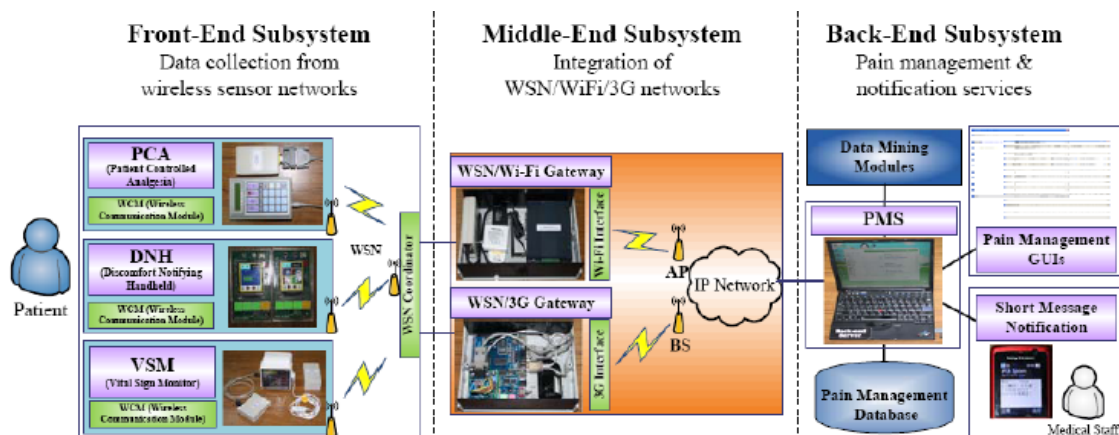 Front-End Subsystem
Data collection from
wireless sensor networks
Middle-End Subsystem
Integration of
WSN/WiFi/3G networks
Back-End Subsystem
Pain management &
notification services
Patient
PCA
(Patient Controlled
Analgesia)
WCM (Wireless
Communication Module)
DNH
(Discomfort Notifying
Handheld)
WCM (Wireless
Communication Module)
VSM
(Vital Sign Monitor)
WCM (Wireless
Communication Module)
WSN
WSN Coordinator
WSN/Wi-Fi Gateway
Wi-Fi Interface
AP
WSN/3G Gateway
3G Interface
BS
IP Network
Data Mining
Modules
PMS
Back-end
Server
Pain Management
Database
Pain Management
GUIs
Short Message
Notification
Medical Staff